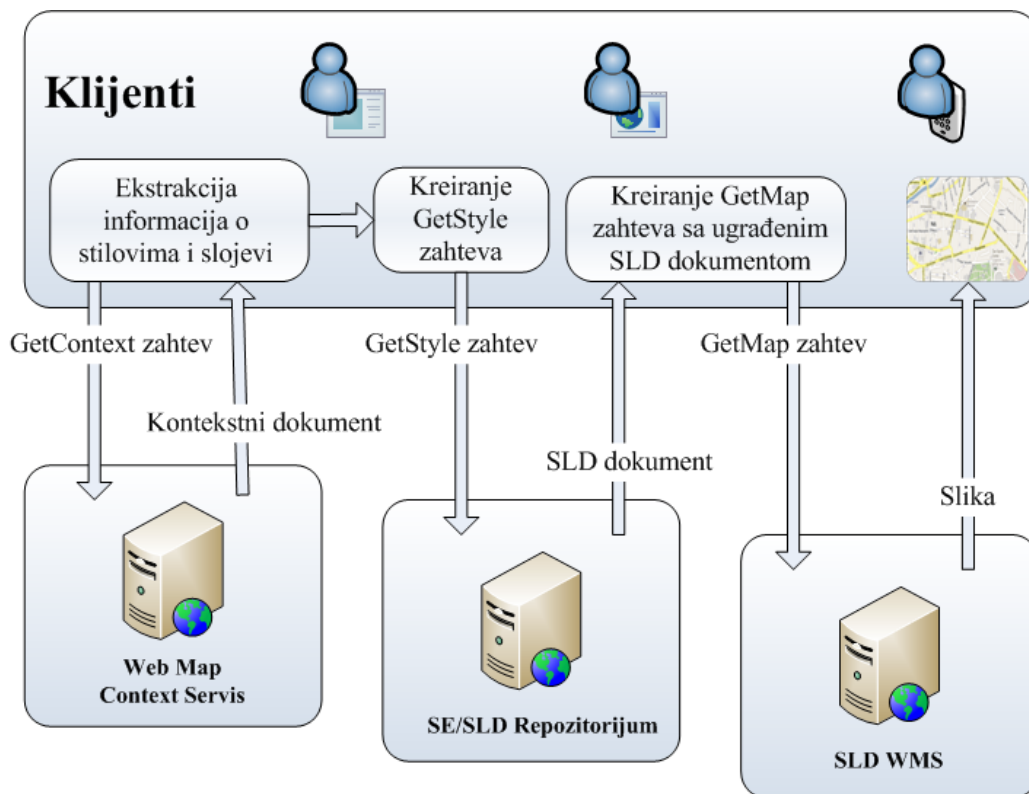 Klijenti
Ekstrakcija
informacija o
stilovima i slojevi
Kreiranje
GetStyle
zahteva
Kreiranje GetMap
zahteva sa ugrađenim
SLD dokumentom
GetContext zahtev
GetStyle zahtev
GetMap zahtev
Kontekstni dokument
SLD dokument
Slika
Web Map
Context Servis
SE/SLD Repozitorijum
SLD WMS